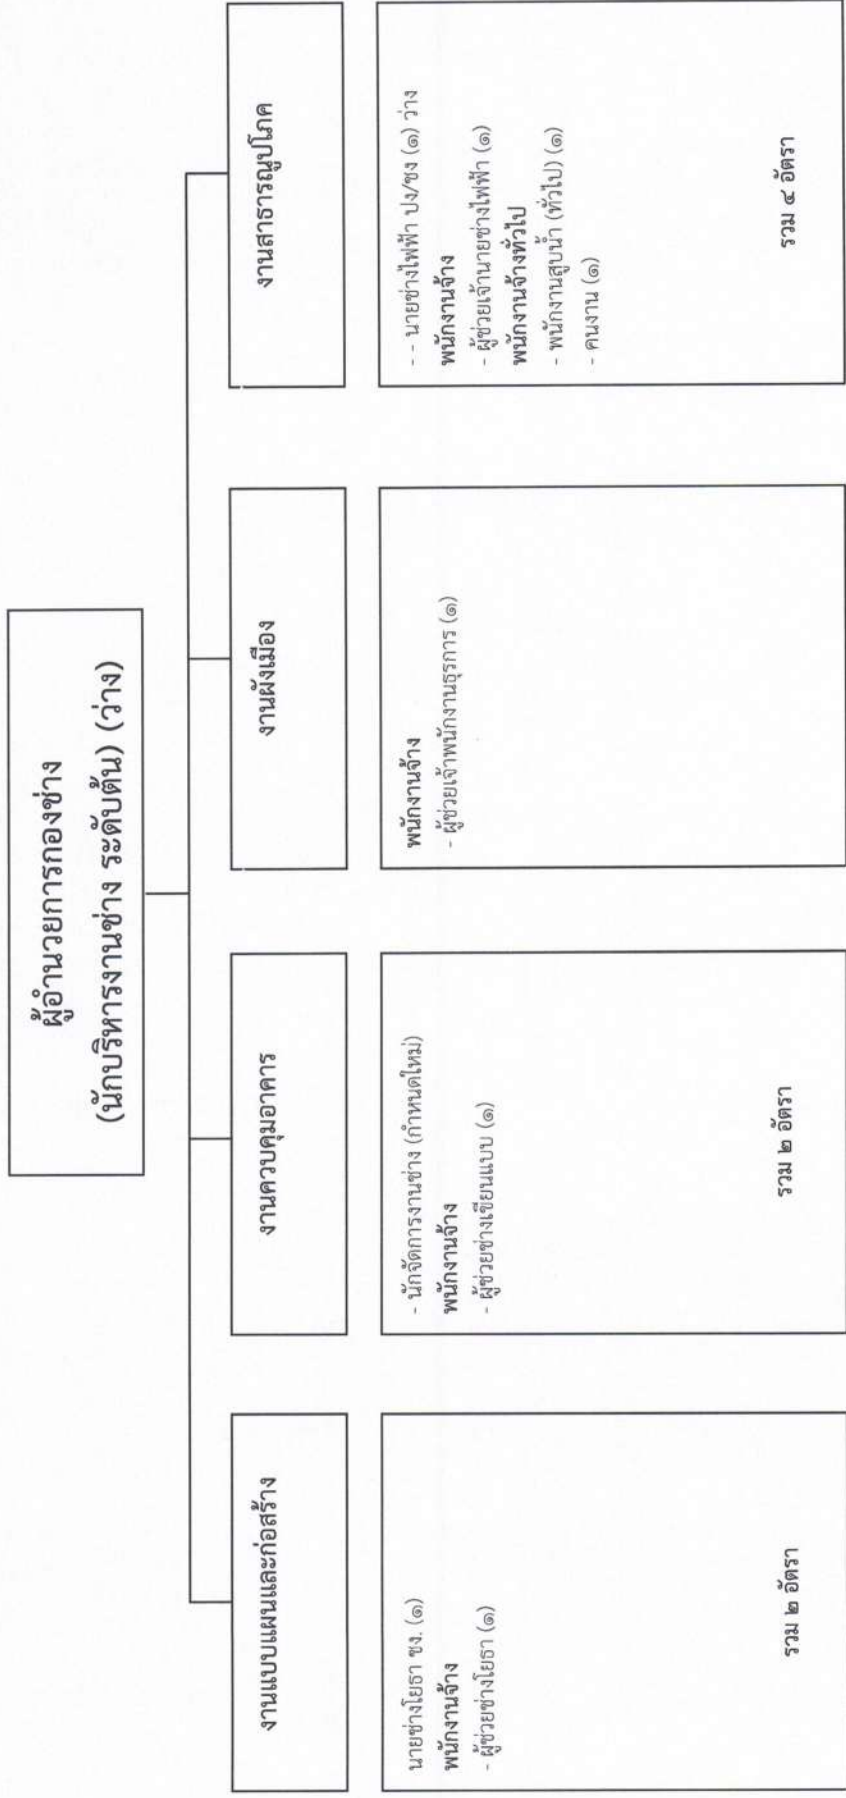 ผู้อำนวยการกองช่าง
(นักบริหารงานช่าง ระดับต้น) (ว่าง)
งานแบบแผนและก่อสร้าง
นายช่างโยธา ชง. (๑)
พนักงานจ้าง
- ผู้ช่วยช่างโยธา (๑)
รวม ๒ อัตรา
งานควบคุมอาคาร
- นักจัดการงานช่าง (กำหนดใหม่)
พนักงานจ้าง
- ผู้ช่วยช่างเขียนแบบ (๑)
รวม ๒ อัตรา
งานผังเมือง
พนักงานจ้าง
- ผู้ช่วยเจ้าพนักงานธุรการ (๑)
งานสาธารณูปโภค
- - นายช่างไฟฟ้า ปง/ชง (๑) ว่าง
พนักงานจ้าง
- ผู้ช่วยเจ้านายช่างไฟฟ้า (๑)
พนักงานจ้างทั่วไป
- พนักงานสูบน้ำ (ทั่วไป) (๑)
- คนงาน (๑)
รวม ๔ อัตรา